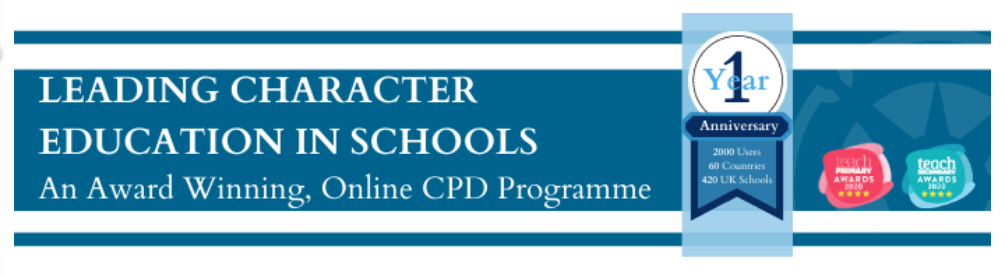 LEADING CHARACTER
EDUCATION IN SCHOOLS
An Award Winning, Online CPD Programme
1
Year
Anniversary
2000 Users
60 Countries
420 UK Schools
teach
PRIMARY
AWARDS
2020
teach
SECONDARY
AWARDS
2020